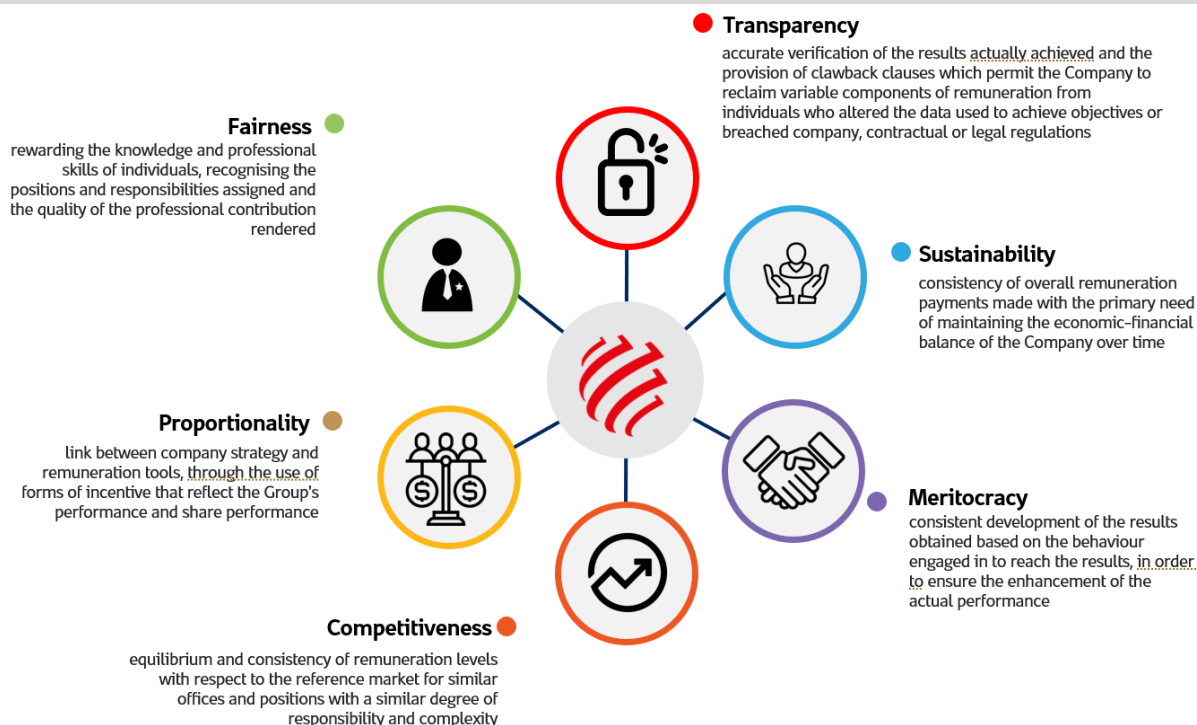 Transparency
accurate verification of the results actually achieved and the
provision of clawback clauses which permit the Company to
reclaim variable components of remuneration from
individuals who altered the data used to achieve objectives or
breached company, contractual or legal regulations
Fairness
rewarding the knowledge and professional
skills of individuals, recognising the
positions and responsibilities assigned and
the quality of the professional contribution
rendered
Sustainability
consistency of overall remuneration
payments made with the primary need
of maintaining the economic-financial
balance of the Company over time
Proportionality
link between company strategy and
remuneration tools, through the use of
forms of incentive that reflect the Group's
performance and share performance
$ $
Meritocracy
consistent development of the results
obtained based on the behaviour
engaged in to reach the results, in order
to ensure the enhancement of the
actual performance
Competitiveness
equilibrium and consistency of remuneration levels
with respect to the reference market for similar
offices and positions with a similar degree of
responsibility and complexity